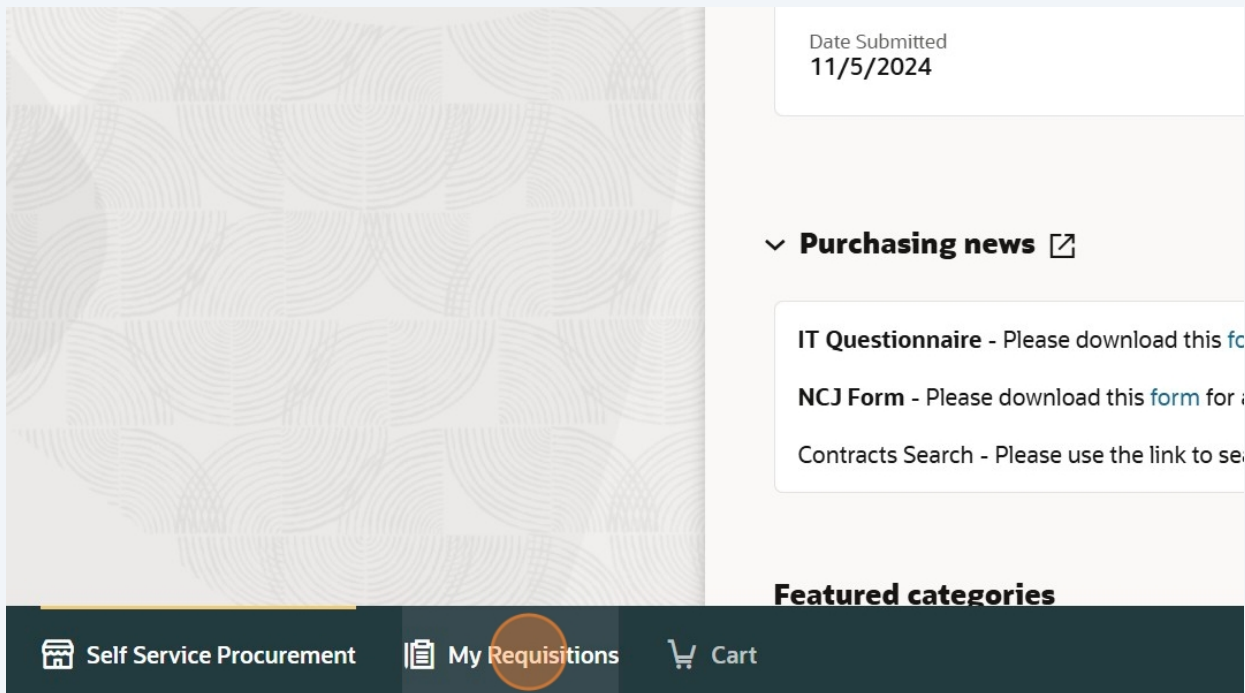 Date Submitted
11/5/2024
Purchasing news
IT Questionnaire - Please download this
NCJ Form - Please download this form for
Contracts Search - Please use the link to
Featured categories
Self Service Procurement
My Requisitions
Cart